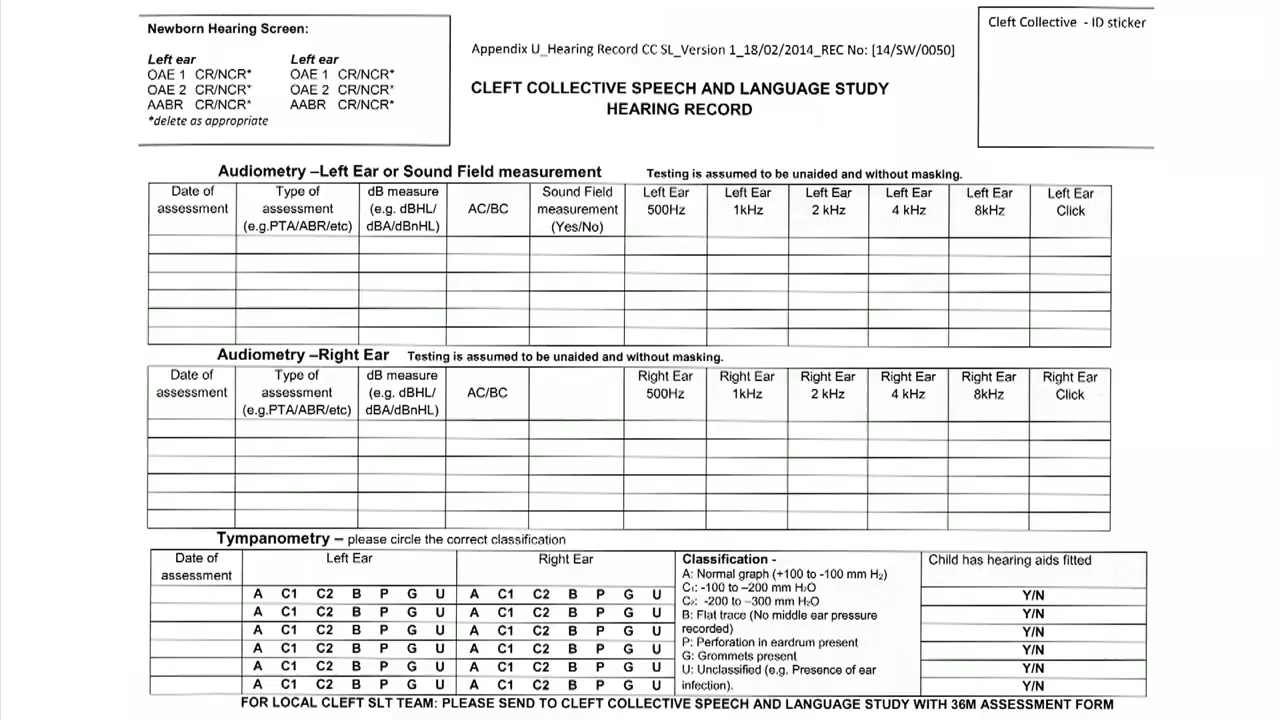 Newborn Hearing Screen:
Left ear Left ear
OAE 1 CR/NCR* OAE 1 CR/NCR*
OAE 2 CR/NCR* OAE 2 CR/NCR*
AABR CR/NCR* AABR CR/NCR*
*delete as appropriate
Appendix U_Hearing Record CC SL_Version 1_18/02/2014_REC No: [14/SW/0050]
CLEFT COLLECTIVE SPEECH AND LANGUAGE STUDY
HEARING RECORD
Cleft Collective - ID sticker
Audiometry –Left Ear or Sound Field measurement Testing is assumed to be unaided and without masking.
Date of Type of dB measure Sound Field Left Ear Left Ear Left Ear Left Ear Left Ear Left Ear
assessment assessment (e.g. dBHL/ AC/BC measurement 500Hz 1kHz 2 kHz 4 kHz 8kHz Click
(e.g.PTA/ABR/etc) dBA/dBnHL) (Yes/No)
Audiometry –Right Ear Testing is assumed to be unaided and without masking.
Date of Type of dB measure Right Ear Right Ear Right Ear Right Ear Right Ear Right Ear
assessment assessment (e.g. dBHL/ AC/BC 500Hz 1kHz 2 kHz 4 kHz 8kHz Click
(e.g.PTA/ABR/etc) dBA/dBnHL)
Tympanometry – please circle the correct classification
Date of Left Ear Right Ear Classification - Child has hearing aids fitted
assessment A: Normal graph (+100 to -100 mm H₂)
A C1 C2 B P G U A C1 C2 B P G U C₁: -100 to –200 mm H₂O Y/N
A C1 C2 B P G U A C1 C2 B P G U C₂: -200 to –300 mm H₂O Y/N
B: Flat trace (No middle ear pressure
A C1 C2 B P G U A C1 C2 B P G U recorded) Y/N
A C1 C2 B P G U A C1 C2 B P G U P: Perforation in eardrum present Y/N
G: Grommets present
A C1 C2 B P G U A C1 C2 B P G U U: Unclassified (e.g. Presence of ear Y/N
A C1 C2 B P G U A C1 C2 B P G U infection). Y/N
FOR LOCAL CLEFT SLT TEAM: PLEASE SEND TO CLEFT COLLECTIVE SPEECH AND LANGUAGE STUDY WITH 36M ASSESSMENT FORM